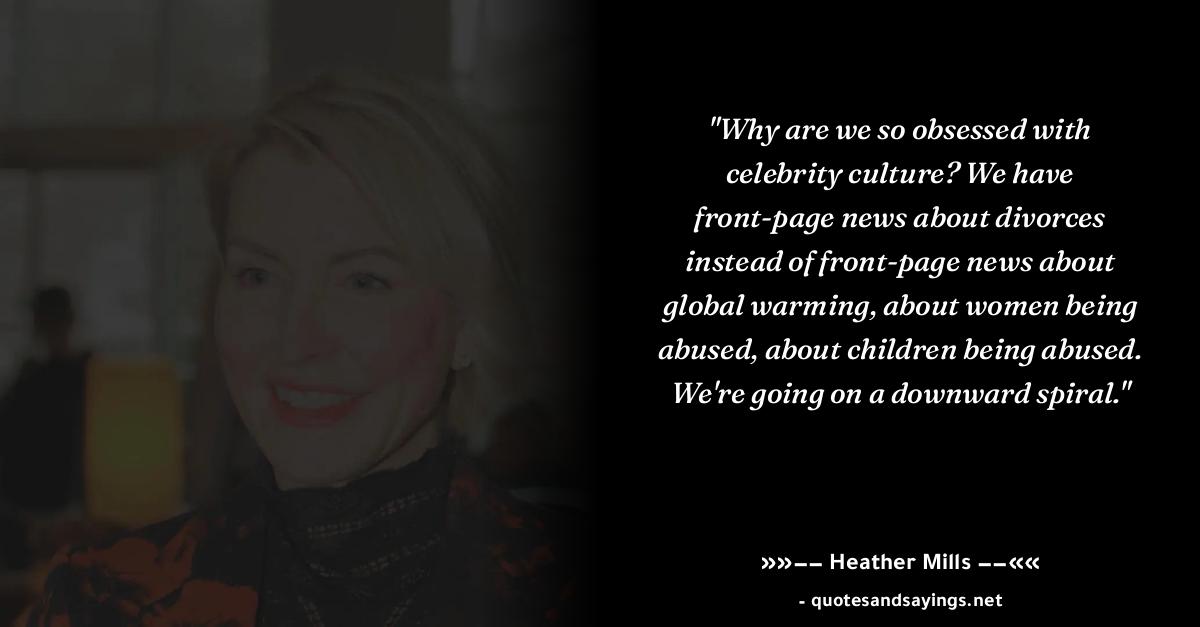 "Why are we so obsessed with
celebrity culture? We have
front-page news about divorces
instead of front-page news about
global warming, about women being
abused, about children being abused.
We're going on a downward spiral."
»»−− Heather Mills −−««
- quotesandsayings.net